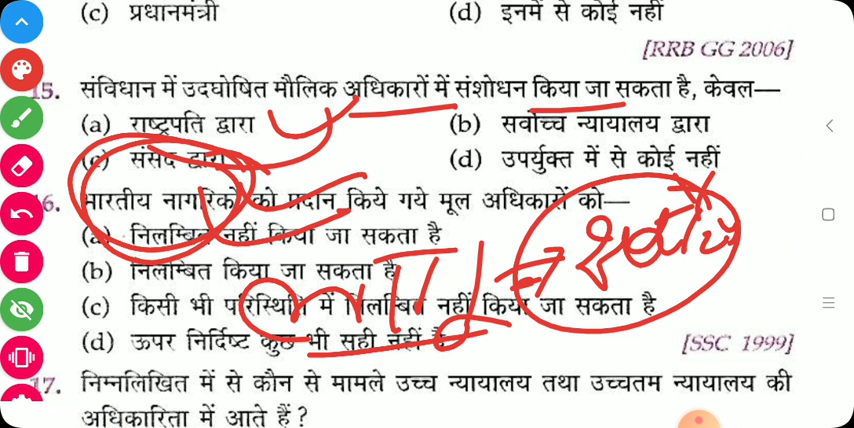 (c) प्रधानमंत्री (d) इनमें से कोई नहीं
[RRB GG 2006]
15. संविधान में उदघोषित मौलिक अधिकारों में संशोधन किया जा सकता है, केवल—
(a) राष्ट्रपति द्वारा (b) सर्वोच्च न्यायालय द्वारा
(c) संसद द्वारा (d) उपर्युक्त में से कोई नहीं
16. भारतीय नागरिकों को प्रदान किये गये मूल अधिकारों को—
(a) निलम्बित नहीं किया जा सकता है
(b) निलम्बित किया जा सकता है
(c) किसी भी परिस्थिति में निलम्बित नहीं किया जा सकता है
(d) ऊपर निर्दिष्ट कुछ भी सही नहीं है
[SSC 1999]
17. निम्नलिखित में से कौन से मामले उच्च न्यायालय तथा उच्चतम न्यायालय की
अधिकारिता में आते हैं ?